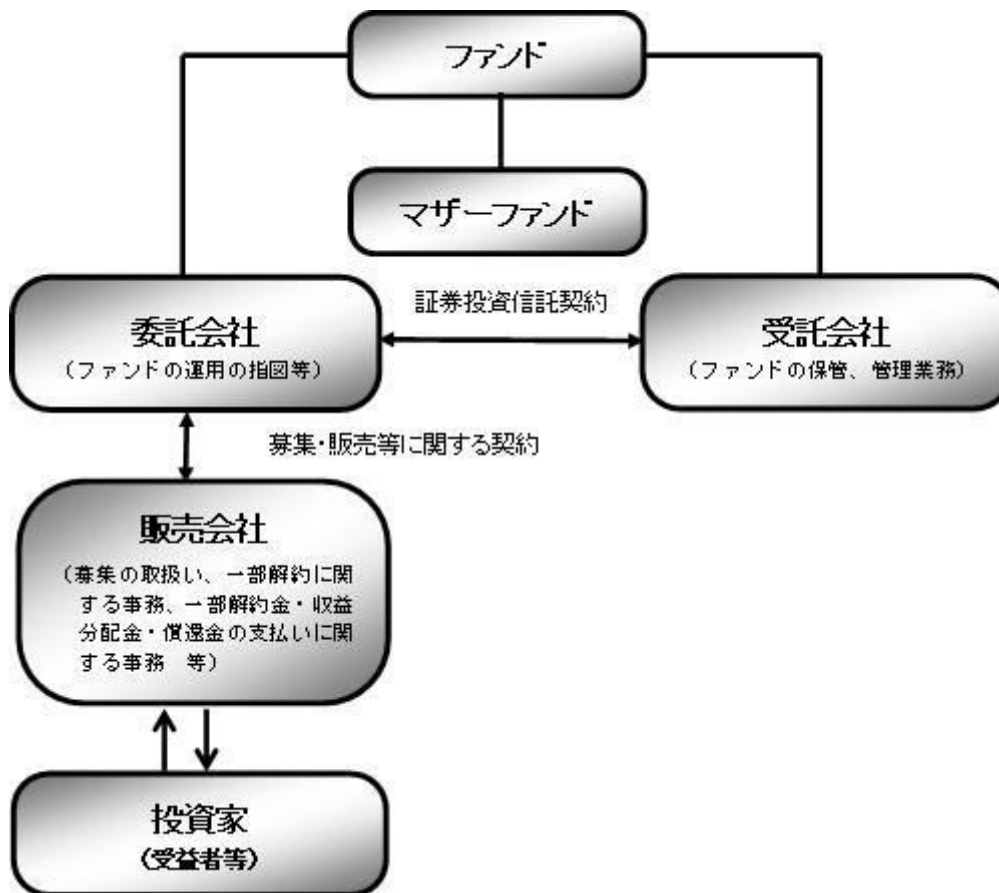 ファンド
マザーファンド
証券投資信託契約
委託会社
(ファンドの運用の指図等)
受託会社
(ファンドの保管、管理業務)
募集・販売等に関する契約
販売会社
(募集の取扱い、一部解約に関
する事務、一部解約金・収益
分配金・償還金の支払いに関
する事務　等)
投資家
(受益者等)